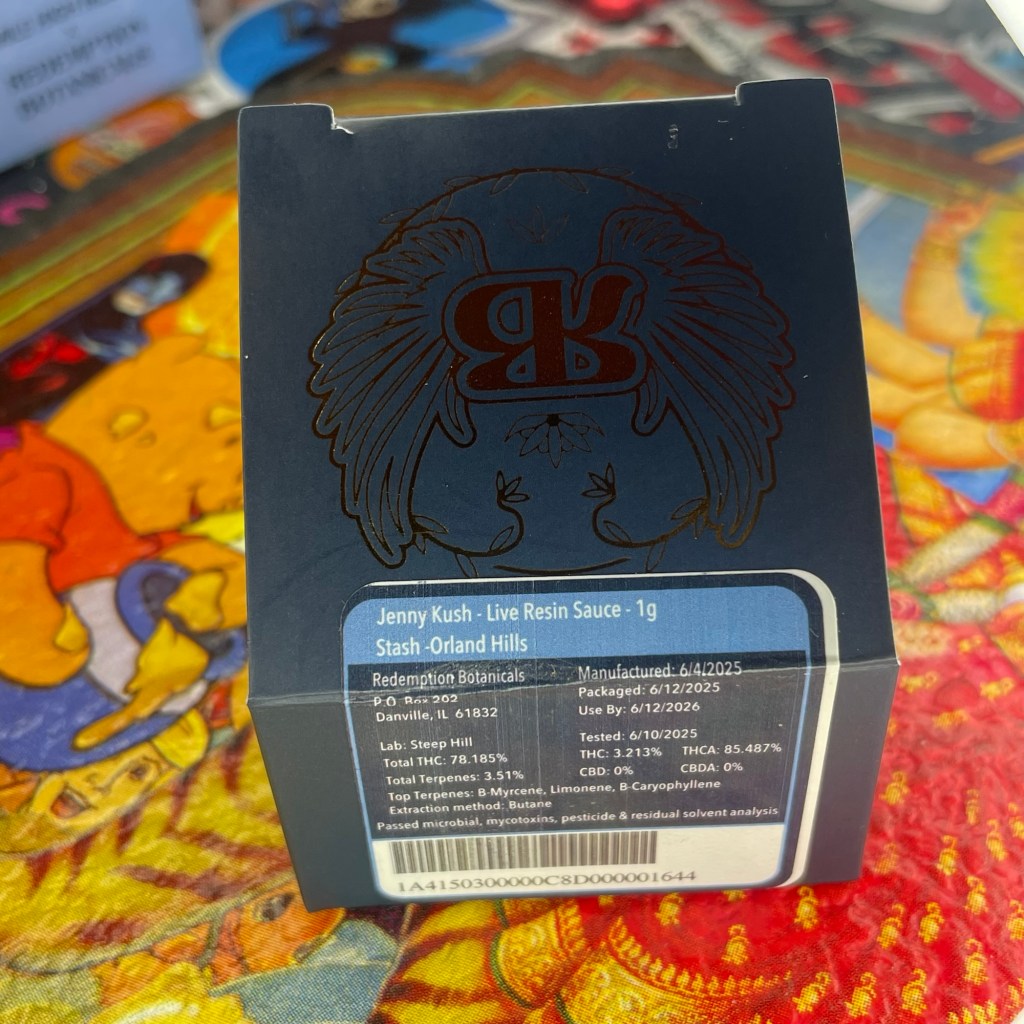 REDEMPTION
RB
Jenny Kush - Live Resin Sauce - 1g
Stash -Orland Hills
Redemption Botanicals
P.O. Box 292
Danville, IL 61832
Manufactured: 6/4/2025
Packaged: 6/12/2025
Use By: 6/12/2026
Lab: Steep Hill
Total THC: 78.185%
Total Terpenes: 3.51%
Tested: 6/10/2025
THC: 3.213% THCA: 85.487%
CBD: 0% CBDA: 0%
Top Terpenes: B-Myrcene, Limonene, B-Caryophyllene
Extraction method: Butane
Passed microbial, mycotoxins, pesticide & residual solvent analysis
1A4150300000C8D000001644